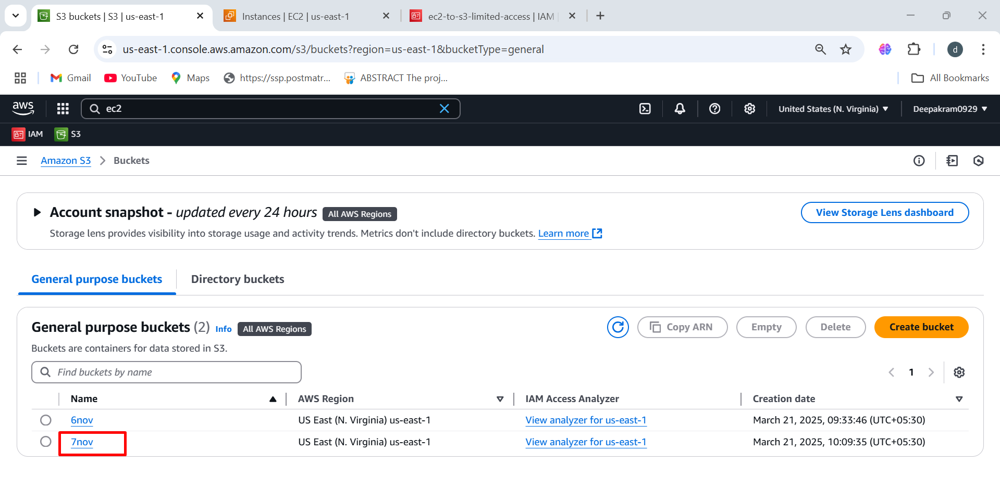 S3 buckets | S3 | us-east-1
Instances | EC2 | us-east-1
ec2-to-s3-limited-access | IAM
us-east-1.console.aws.amazon.com/s3/buckets?region=us-east-1&bucketType=general
d
Gmail
YouTube
Maps
https://ssp.postmatr...
ABSTRACT The proj...
All Bookmarks
aws
ec2
United States (N. Virginia)
Deepakram0929
IAM
S3
Amazon S3
Buckets
Account snapshot - updated every 24 hours
All AWS Regions
View Storage Lens dashboard
Storage lens provides visibility into storage usage and activity trends. Metrics don't include directory buckets. Learn more
General purpose buckets
Directory buckets
General purpose buckets (2) Info
All AWS Regions
Copy ARN
Empty
Delete
Create bucket
Buckets are containers for data stored in S3.
Find buckets by name
1
Name AWS Region IAM Access Analyzer Creation date
6nov US East (N. Virginia) us-east-1 View analyzer for us-east-1 March 21, 2025, 09:33:46 (UTC+05:30)
7nov US East (N. Virginia) us-east-1 View analyzer for us-east-1 March 21, 2025, 10:09:35 (UTC+05:30)